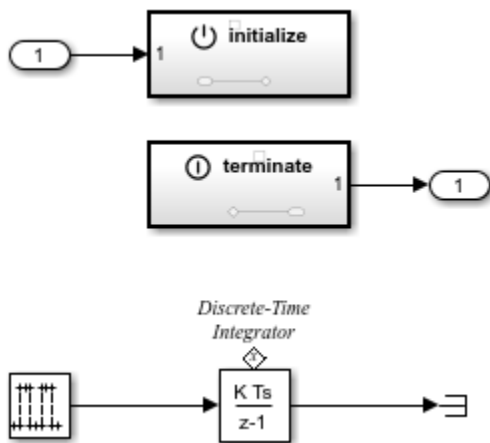 1
1
initialize
terminate
1
1
Discrete-Time
Integrator
x
K Ts
z-1